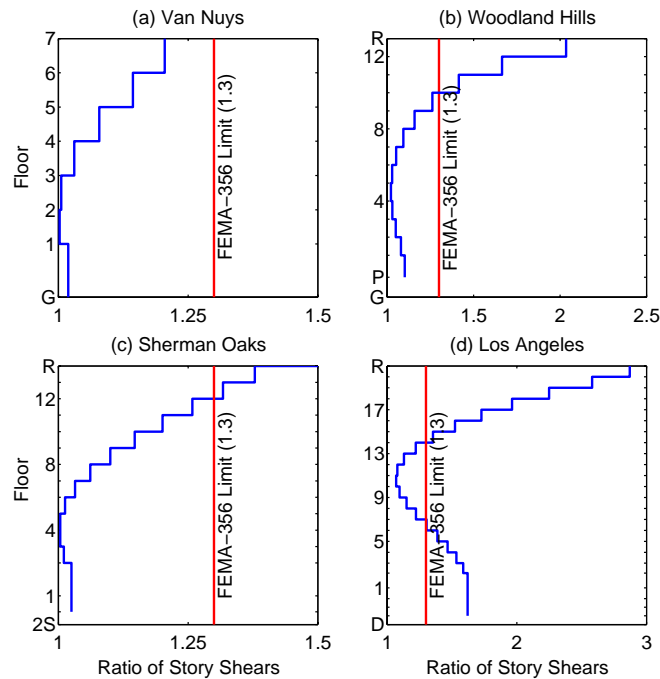 (a) Van Nuys
(b) Woodland Hills
7
6
5
4
3
2
1
G
Floor
FEMA−356 Limit (1.3)
1
1.25
1.5
R
12
8
4
P
G
FEMA−356 Limit (1.3)
1
1.5
2
2.5
(c) Sherman Oaks
(d) Los Angeles
R
12
8
4
1
2S
Floor
FEMA−356 Limit (1.3)
1
1.25
1.5
Ratio of Story Shears
R
17
13
9
5
1
D
FEMA−356 Limit (1.3)
1
2
3
Ratio of Story Shears